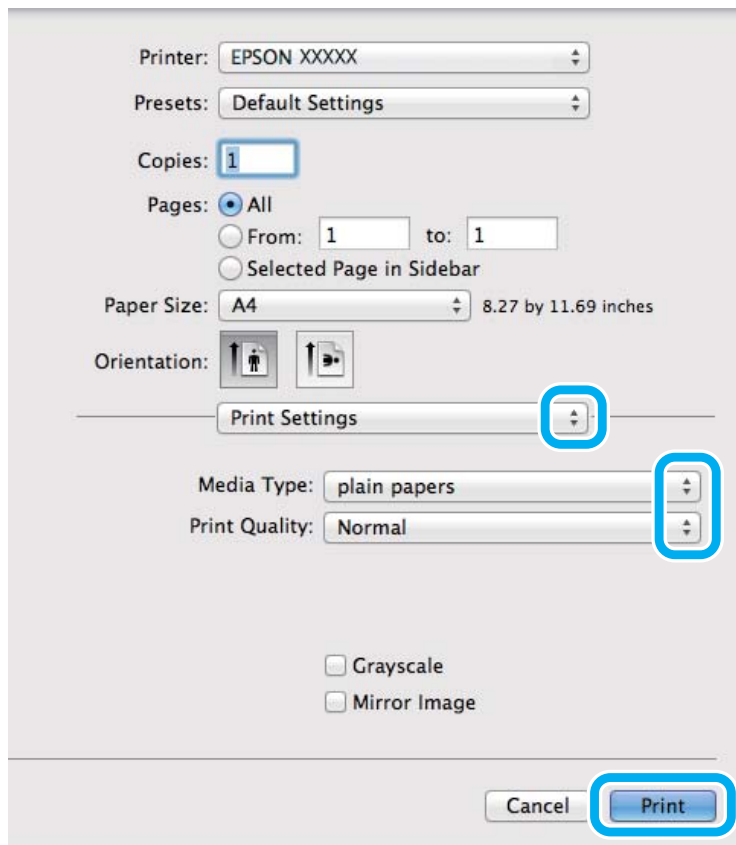 Printer: EPSON XXXXX
Presets: Default Settings
Copies: 1
Pages: All
From: 1 to: 1
Selected Page in Sidebar
Paper Size: A4 8.27 by 11.69 inches
Orientation:
Print Settings
Media Type: plain papers
Print Quality: Normal
Grayscale
Mirror Image
Cancel Print